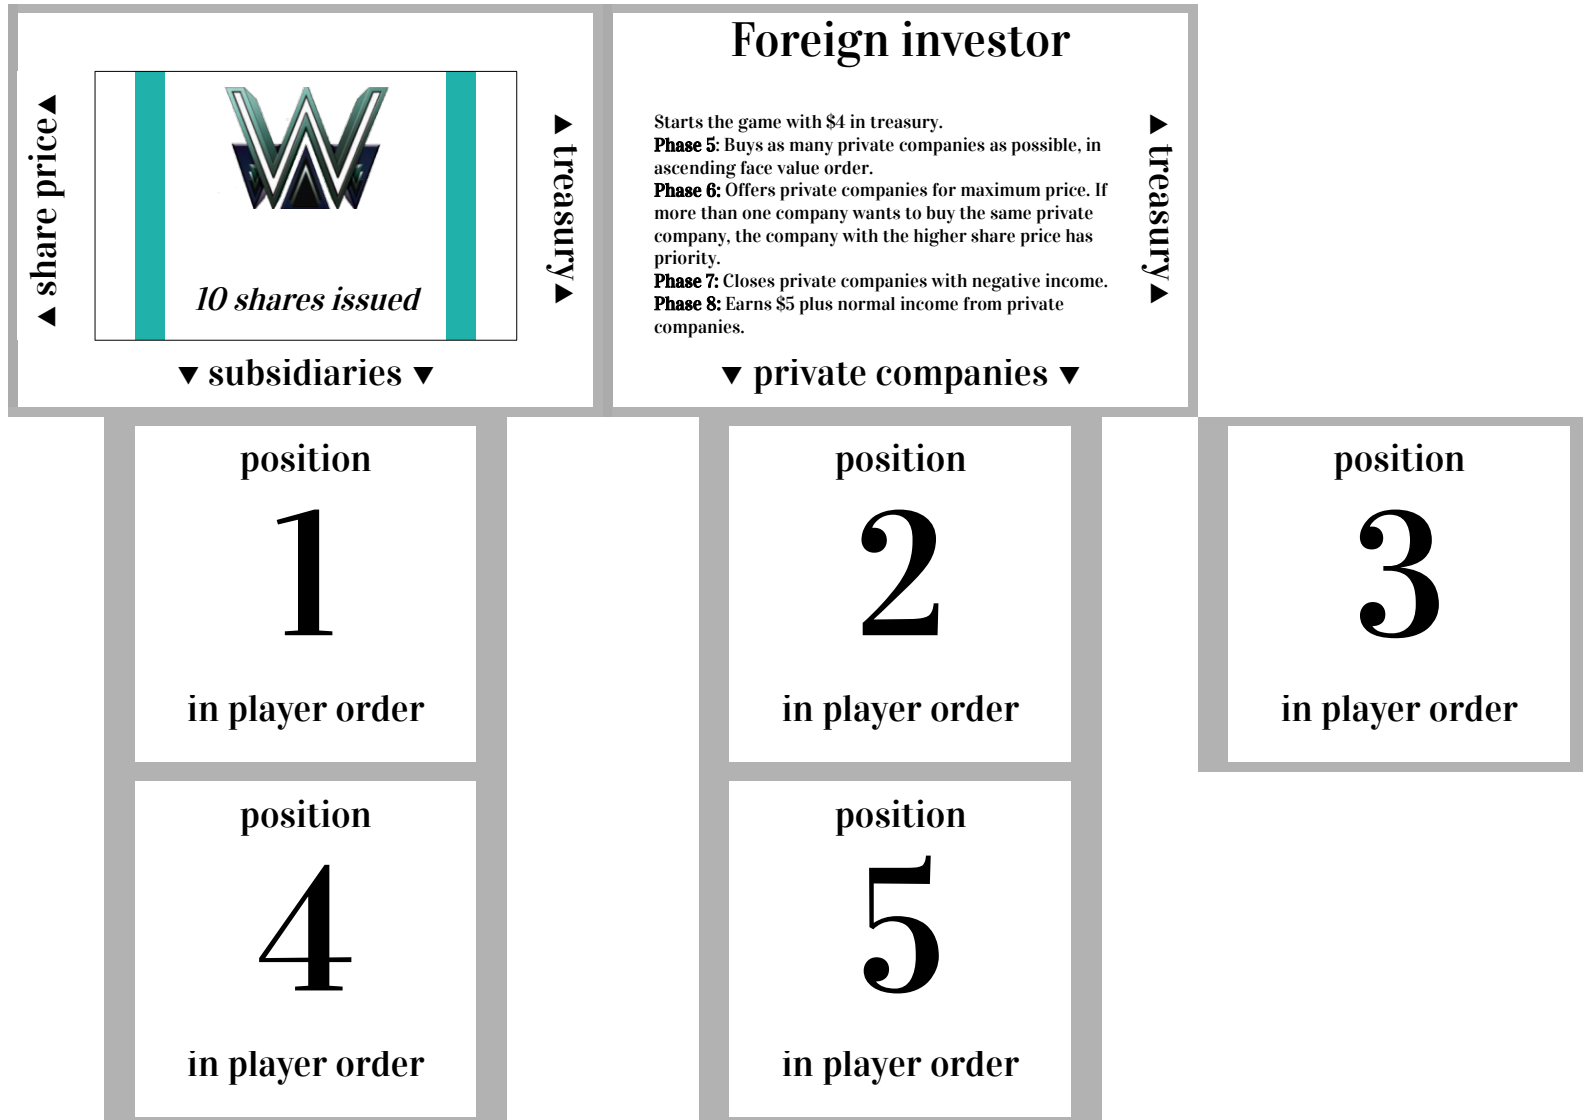 ▲ share price▲
10 shares issued
▲ treasury▲
▼ subsidiaries ▼
Foreign investor
Starts the game with $4 in treasury.
Phase 5: Buys as many private companies as possible, in
ascending face value order.
Phase 6: Offers private companies for maximum price. If
more than one company wants to buy the same private
company, the company with the higher share price has
priority.
Phase 7: Closes private companies with negative income.
Phase 8: Earns $5 plus normal income from private
companies.
▲ treasury▲
▼ private companies ▼
position
1
in player order
position
2
in player order
position
3
in player order
position
4
in player order
position
5
in player order